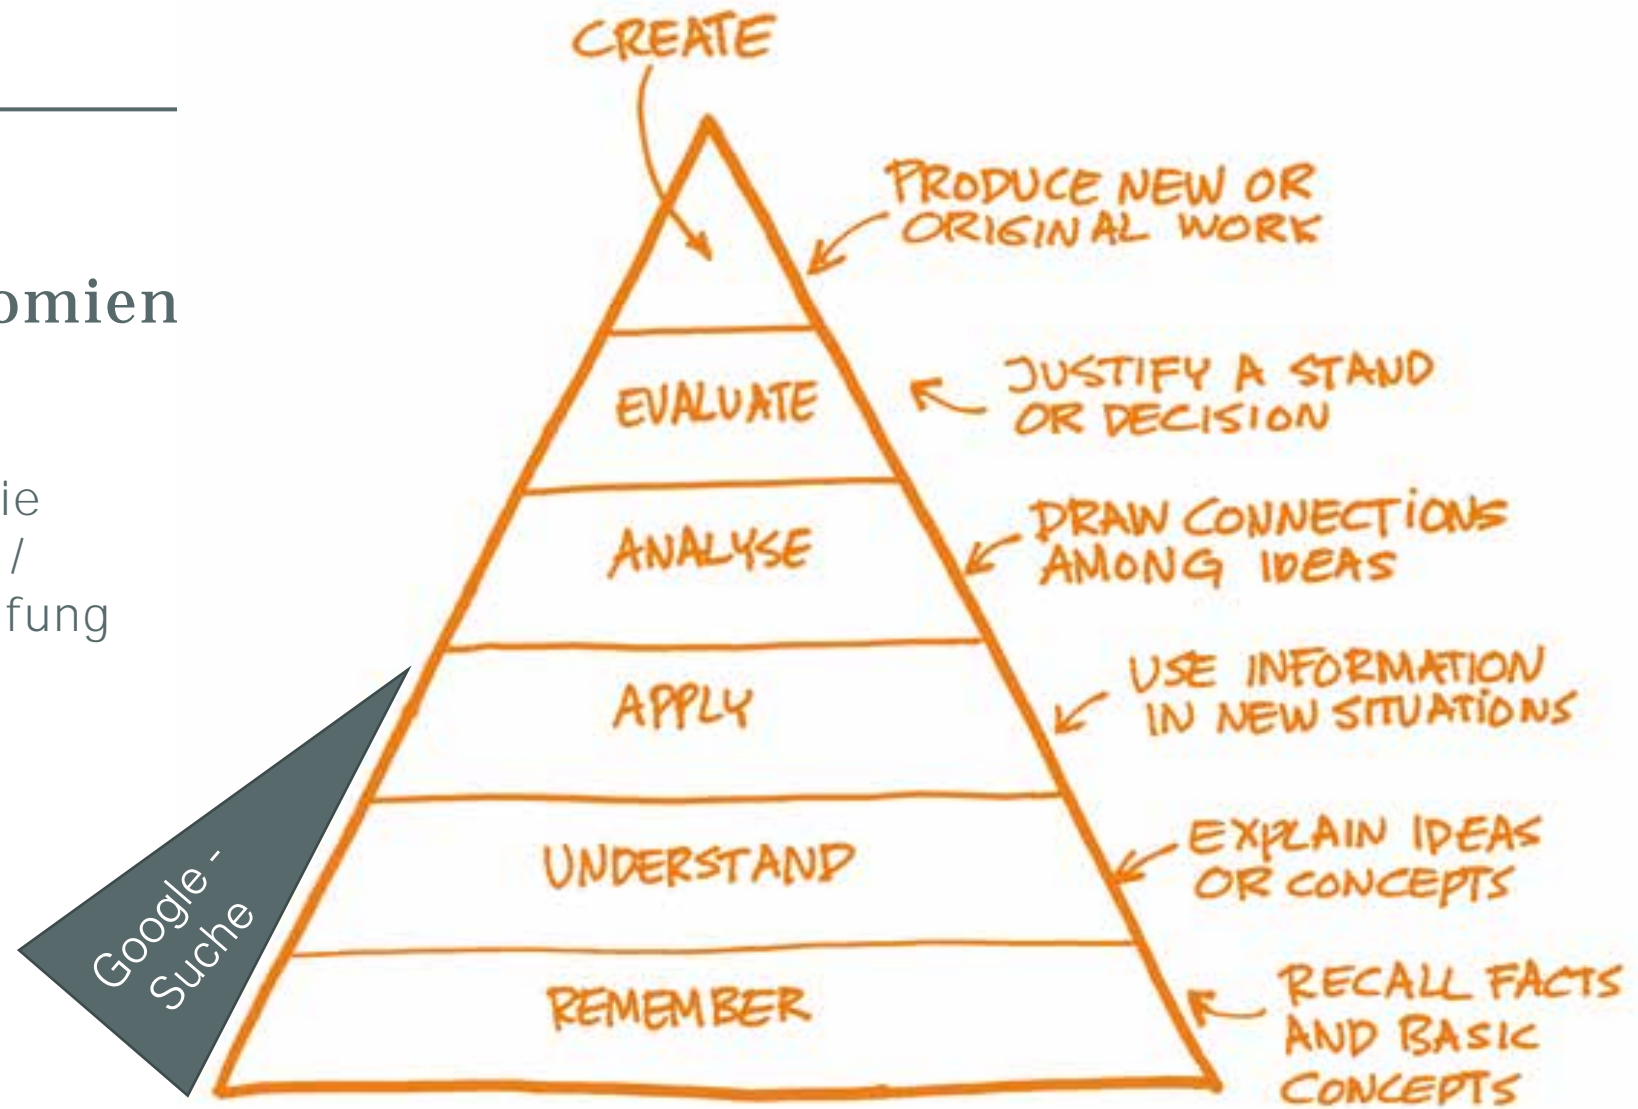 CREATE
PRODUCE NEW OR
ORIGINAL WORK
omien
EVALUATE
JUSTIFY A STAND
OR DECISION
ie
/
fung
ANALYSE
DRAW CONNECTIONS
AMONG IDEAS
APPLY
USE INFORMATION
IN NEW SITUATIONS
Google-
Suche
UNDERSTAND
EXPLAIN IDEAS
OR CONCEPTS
REMEMBER
RECALL FACTS
AND BASIC
CONCEPTS